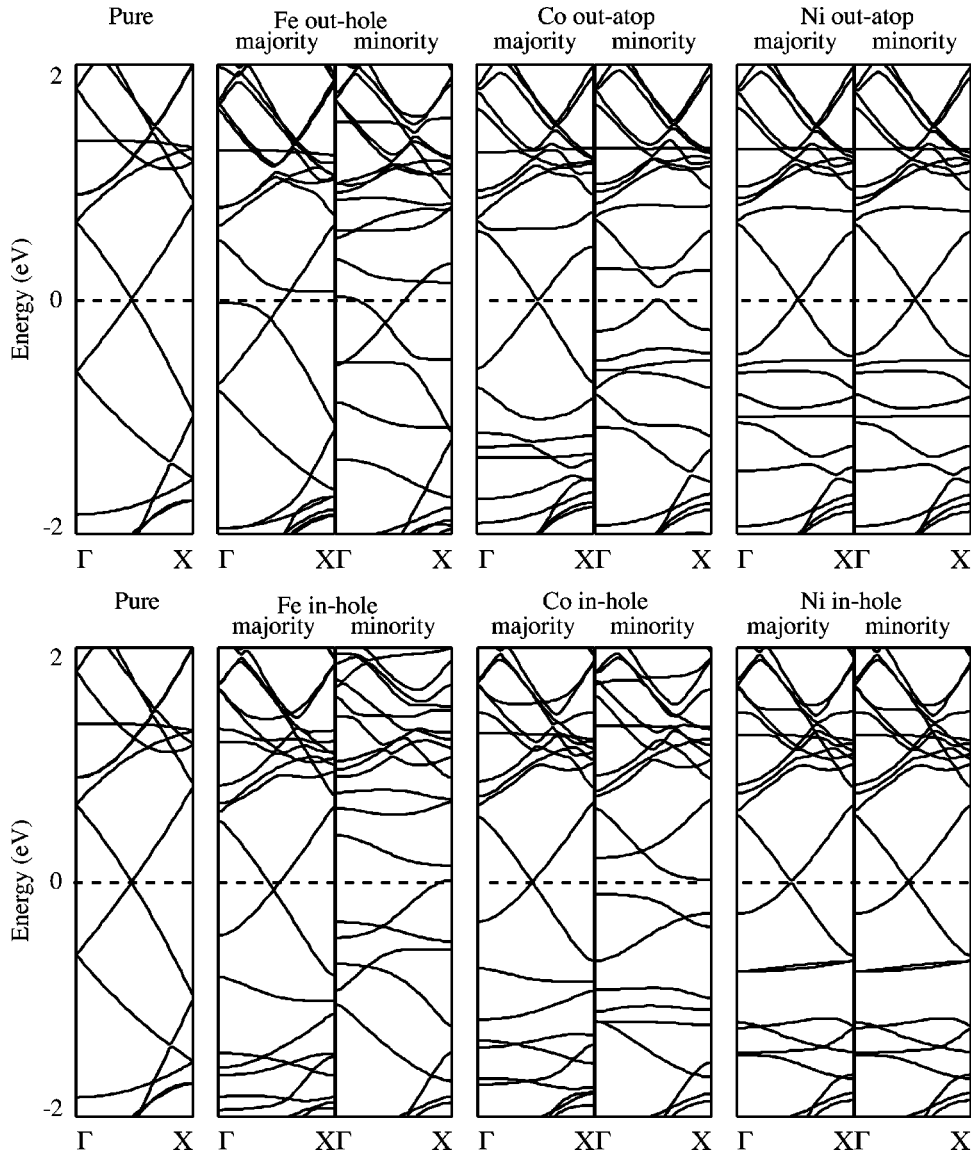 Pure
Fe out-hole
majority minority
Co out-atop
majority minority
Ni out-atop
majority minority
2
Energy (eV)
0
-2
Γ X
Γ XΓ X
Γ XΓ X
Γ XΓ X
Pure
Fe in-hole
majority minority
Co in-hole
majority minority
Ni in-hole
majority minority
2
Energy (eV)
0
-2
Γ X
Γ XΓ X
Γ XΓ X
Γ XΓ X